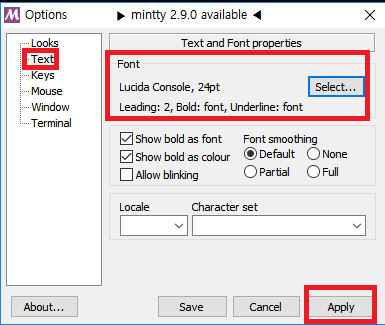 Options
▶ mintty 2.9.0 available ◀
Looks
Text
Keys
Mouse
Window
Terminal
Text and Font properties
Font
Lucida Console, 24pt
Select...
Leading: 2, Bold: font, Underline: font
Show bold as font
Show bold as colour
Allow blinking
Font smoothing
Default
None
Partial
Full
Locale
Character set
About...
Save
Cancel
Apply